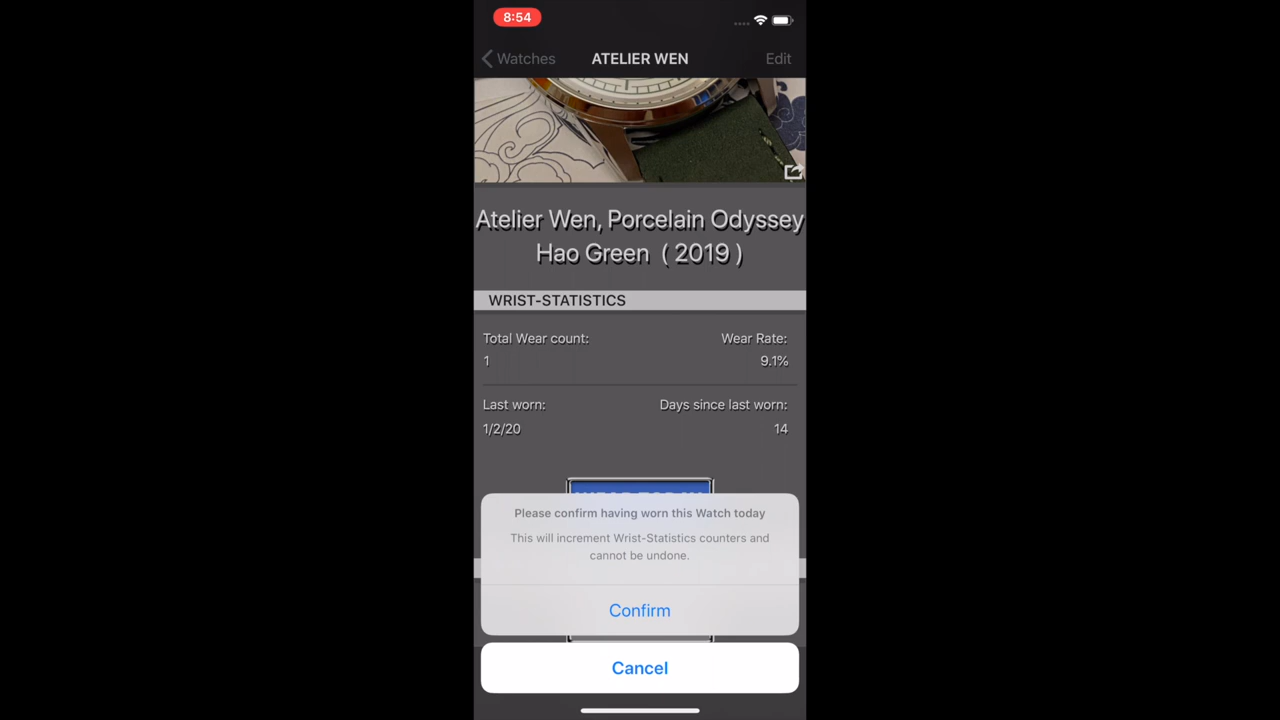 8:54
Watches
ATELIER WEN
Edit
Atelier Wen, Porcelain Odyssey
Hao Green ( 2019 )
WRIST-STATISTICS
Total Wear count:
Wear Rate:
1
9.1%
Last worn:
Days since last worn:
1/2/20
14
Please confirm having worn this Watch today
This will increment Wrist-Statistics counters and
cannot be undone.
Confirm
Cancel